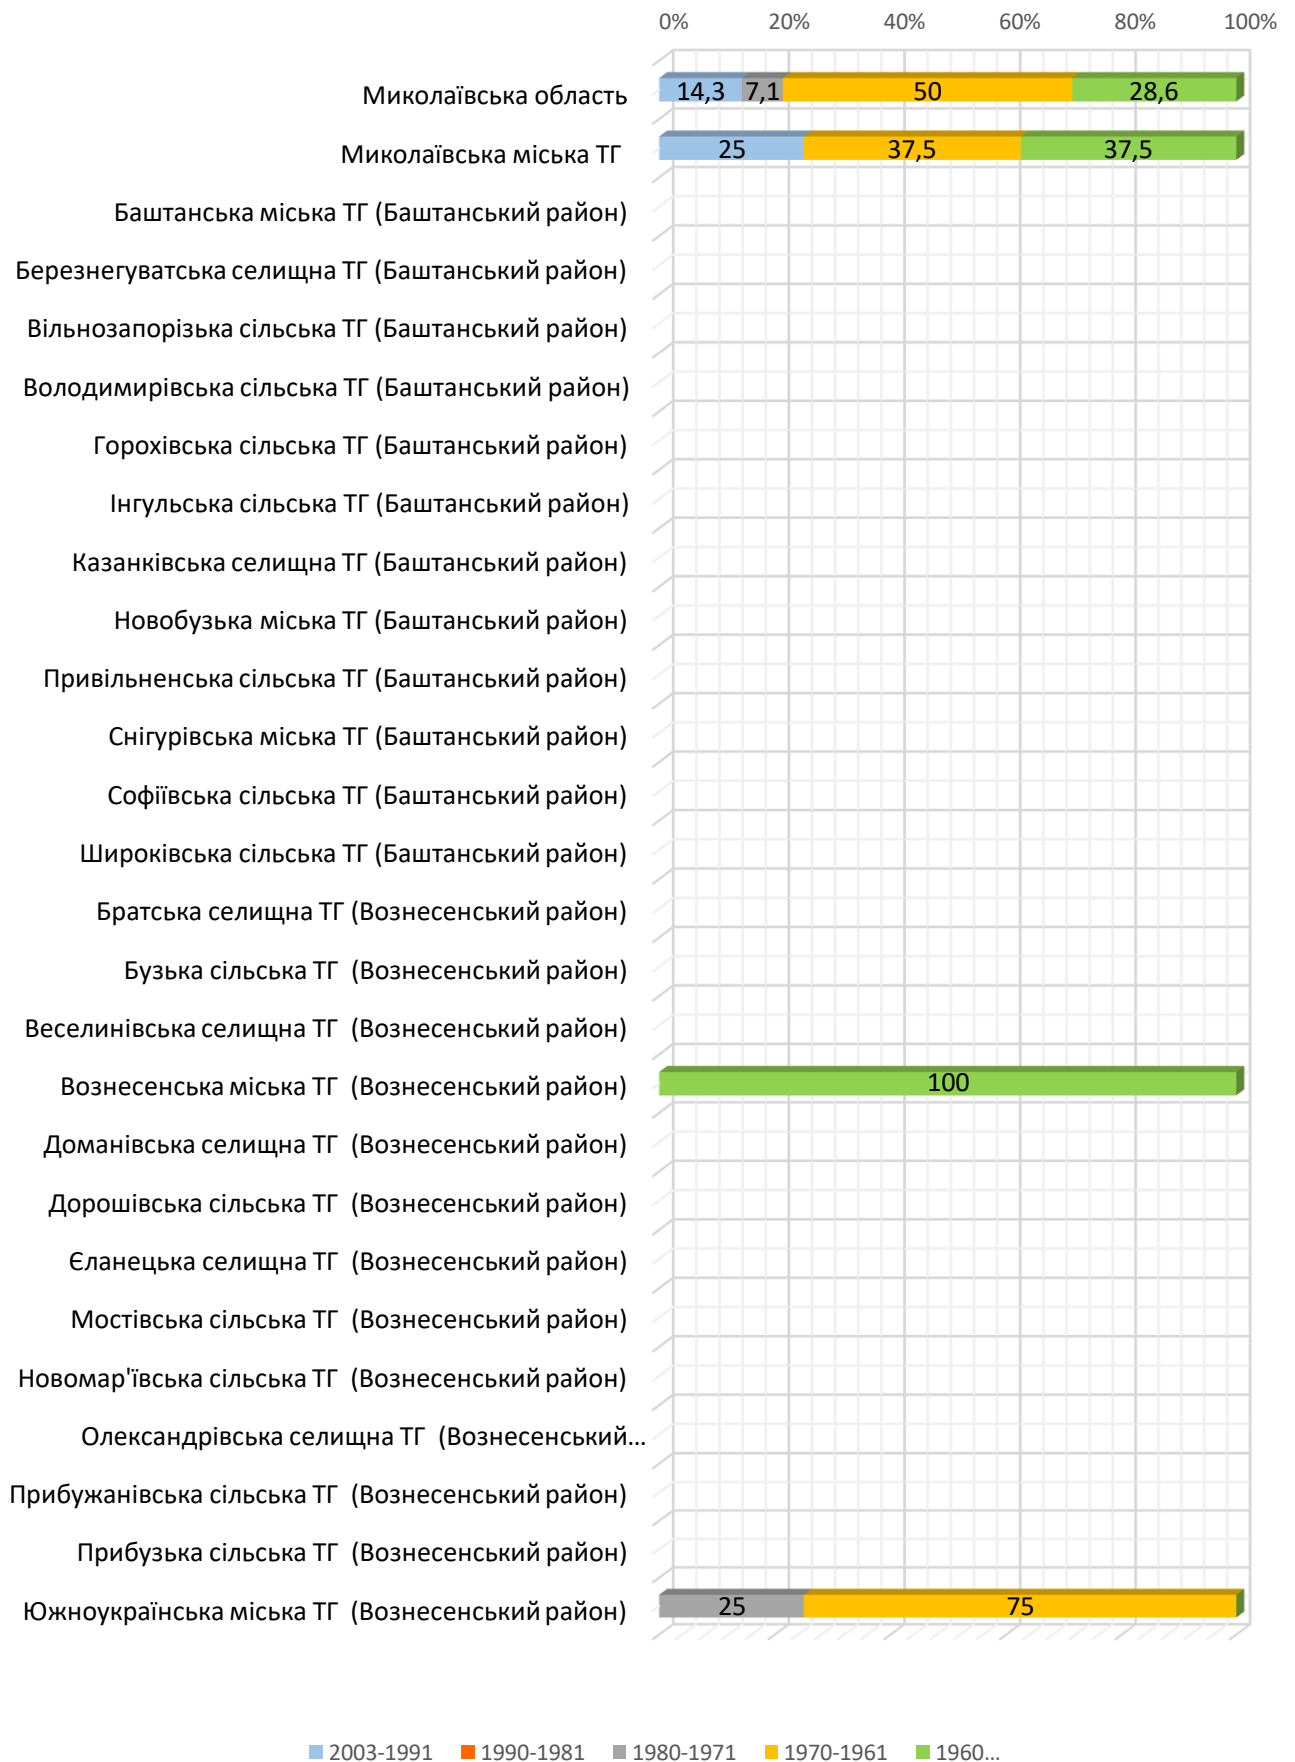 0% 20% 40% 60% 80% 100%
Миколаївська область 14,3 7,1 50 28,6
Миколаївська міська ТГ 25 37,5 37,5
Баштанська міська ТГ (Баштанський район)
Березнегуватська селищна ТГ (Баштанський район)
Вільнозапорізька сільська ТГ (Баштанський район)
Володимирівська сільська ТГ (Баштанський район)
Горохівська сільська ТГ (Баштанський район)
Інгульська сільська ТГ (Баштанський район)
Казанківська селищна ТГ (Баштанський район)
Новобузька міська ТГ (Баштанський район)
Привільненська сільська ТГ (Баштанський район)
Снігурівська міська ТГ (Баштанський район)
Софіївська сільська ТГ (Баштанський район)
Широківська сільська ТГ (Баштанський район)
Братська селищна ТГ (Вознесенський район)
Бузька сільська ТГ (Вознесенський район)
Веселинівська селищна ТГ (Вознесенський район)
Вознесенська міська ТГ (Вознесенський район) 100
Доманівська селищна ТГ (Вознесенський район)
Дорошівська сільська ТГ (Вознесенський район)
Єланецька селищна ТГ (Вознесенський район)
Мостівська сільська ТГ (Вознесенський район)
Новомар'ївська сільська ТГ (Вознесенський район)
Олександрівська селищна ТГ (Вознесенський...
Прибужанівська сільська ТГ (Вознесенський район)
Прибузька сільська ТГ (Вознесенський район)
Южноукраїнська міська ТГ (Вознесенський район) 25 75
2003-1991 1990-1981 1980-1971 1970-1961 1960...